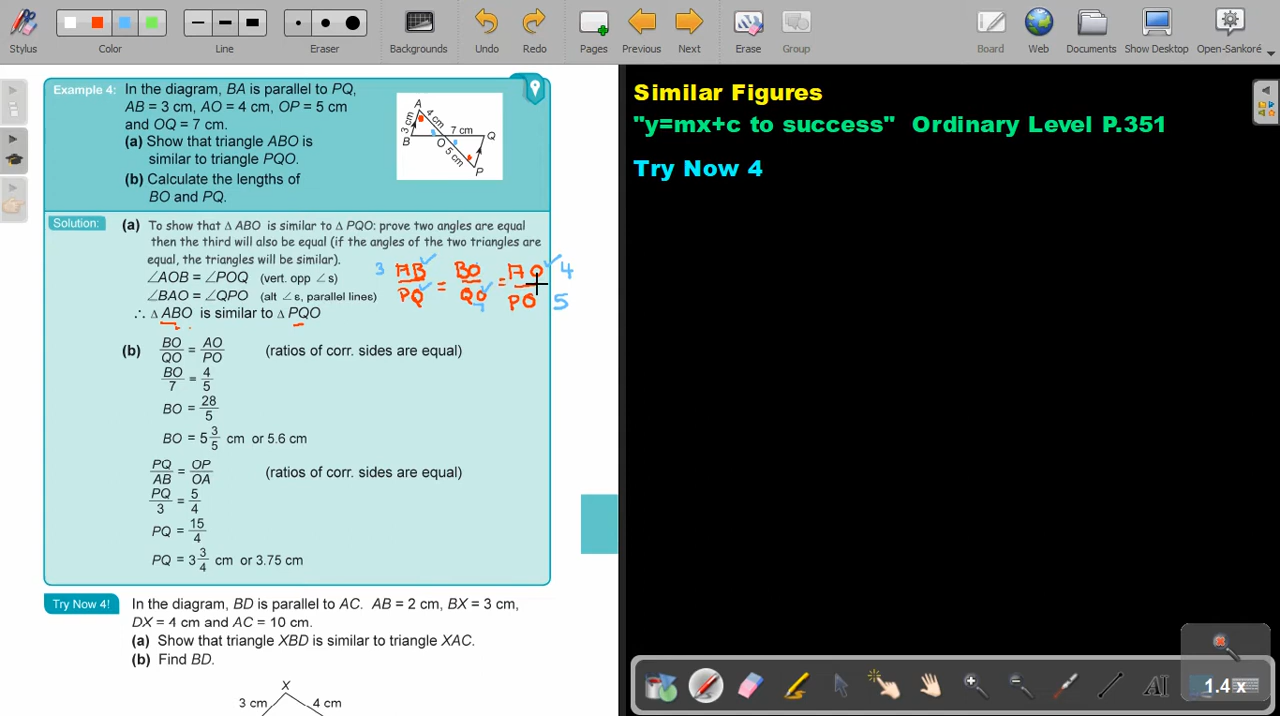 Stylus Color Line Eraser Backgrounds Undo Redo Pages Previous Next Erase Group Board Web Documents Show Desktop Open-Sankoré
Example 4: In the diagram, BA is parallel to PQ,
AB = 3 cm, AO = 4 cm, OP = 5 cm
and OQ = 7 cm.
(a) Show that triangle ABO is
similar to triangle PQO.
(b) Calculate the lengths of
BO and PQ.
A
3 cm
4 cm
7 cm
B
O
Q
5 cm
P
Solution:
(a) To show that Δ ABO is similar to Δ PQO: prove two angles are equal
then the third will also be equal (if the angles of the two triangles are
equal, the triangles will be similar).
∠AOB = ∠POQ (vert. opp ∠s)
∠BAO = ∠QPO (alt ∠s, parallel lines)
∴ Δ ABO is similar to Δ PQO
3 AB/PQ = BO/QO = AO/PO 4
7 5
(b) BO/QO = AO/PO (ratios of corr. sides are equal)
BO/7 = 4/5
BO = 28/5
BO = 5 3/5 cm or 5.6 cm
PQ/AB = OP/OA (ratios of corr. sides are equal)
PQ/3 = 5/4
PQ = 15/4
PQ = 3 3/4 cm or 3.75 cm
Try Now 4! In the diagram, BD is parallel to AC. AB = 2 cm, BX = 3 cm,
DX = 4 cm and AC = 10 cm.
(a) Show that triangle XBD is similar to triangle XAC.
(b) Find BD.
X
3 cm 4 cm
Similar Figures
"y=mx+c to success" Ordinary Level P.351
Try Now 4
AI
1.4 x